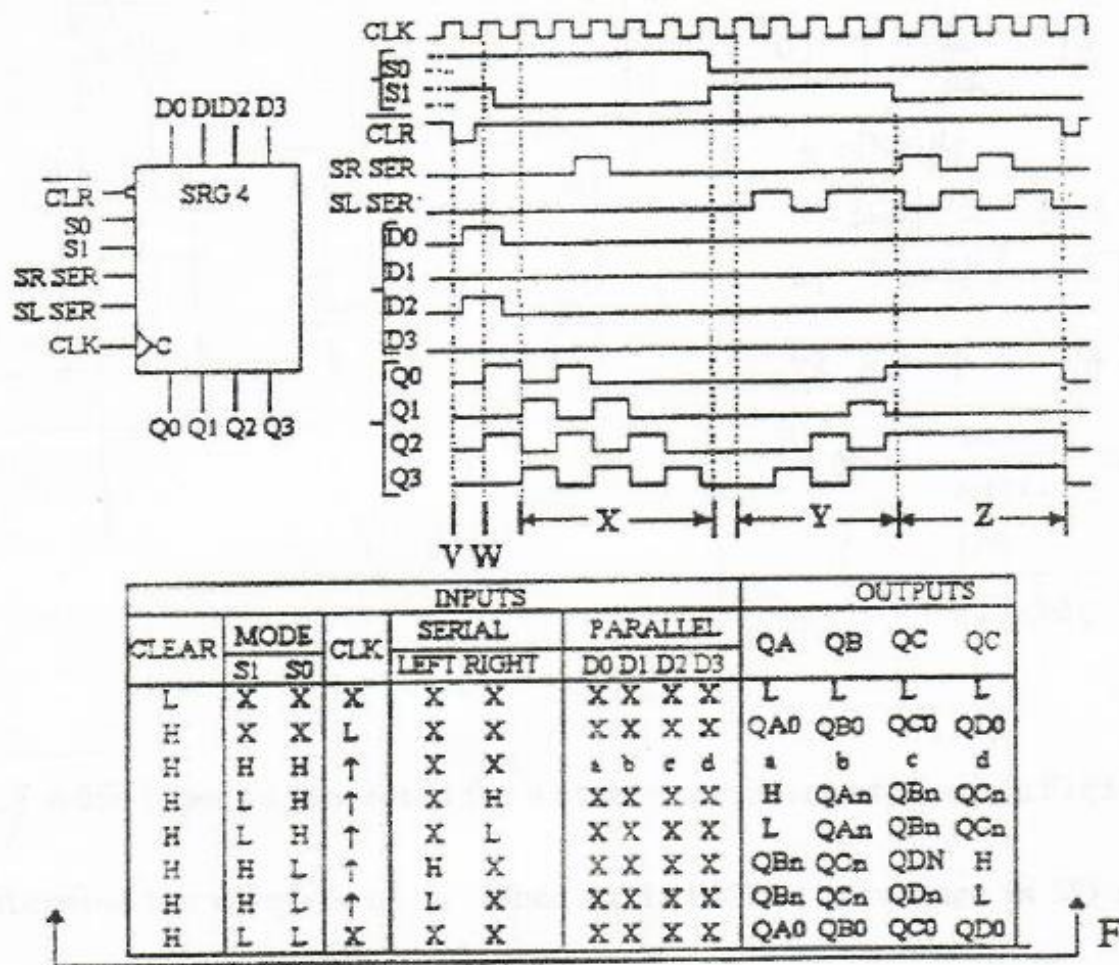 CLK
S0
S1
D0 D1 D2 D3
CLR
SR SER
SL SER
CLR
SRG 4
S0
S1
SR SER
SL SER
CLK
C
D0
D1
D2
D3
Q0
Q1
Q2
Q3
Q0 Q1 Q2 Q3
X Y Z
V W
INPUTS OUTPUTS
CLEAR MODE CLK SERIAL PARALLEL QA QB QC QC
S1 S0 LEFT RIGHT D0 D1 D2 D3
L X X X X X X X X X L L L L
H X X L X X X X X X QA0 QB0 QC0 QD0
H H H ↑ X X a b c d a b c d
H L H ↑ X H X X X X H QAn QBn QCn
H L H ↑ X L X X X X L QAn QBn QCn
H H L ↑ H X X X X X QBn QCn QDN H
H H L ↑ L X X X X X QBn QCn QDn L
H L L X X X X X X X QA0 QB0 QC0 QD0
F